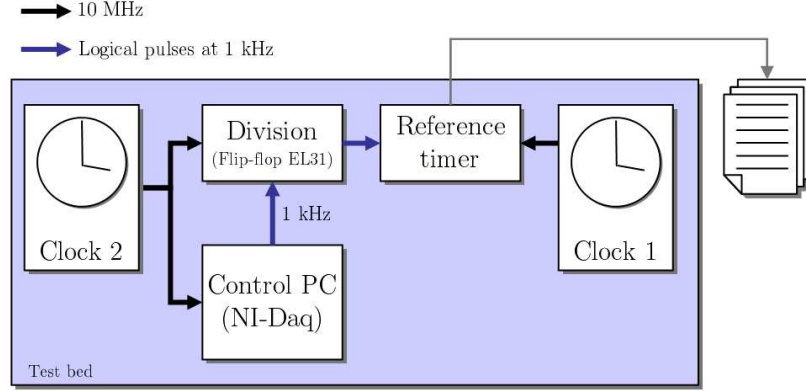 10 MHz
Logical pulses at 1 kHz
Division
(Flip-flop EL31)
Reference
timer
Clock 2
1 kHz
Clock 1
Control PC
(NI-Daq)
Test bed